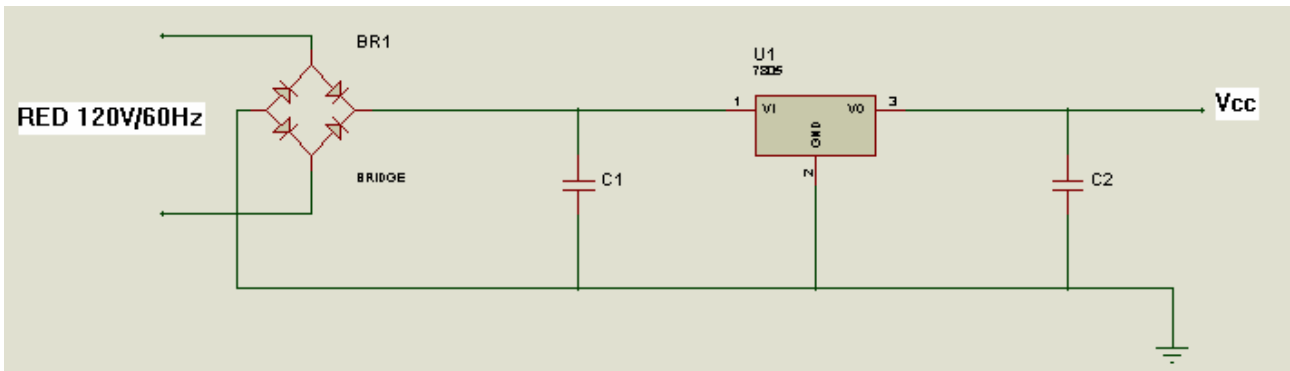 BR1
RED 120V/60Hz
BRIDGE
C1
U1
7805
1
VI
VO
GND
2
3
C2
Vcc